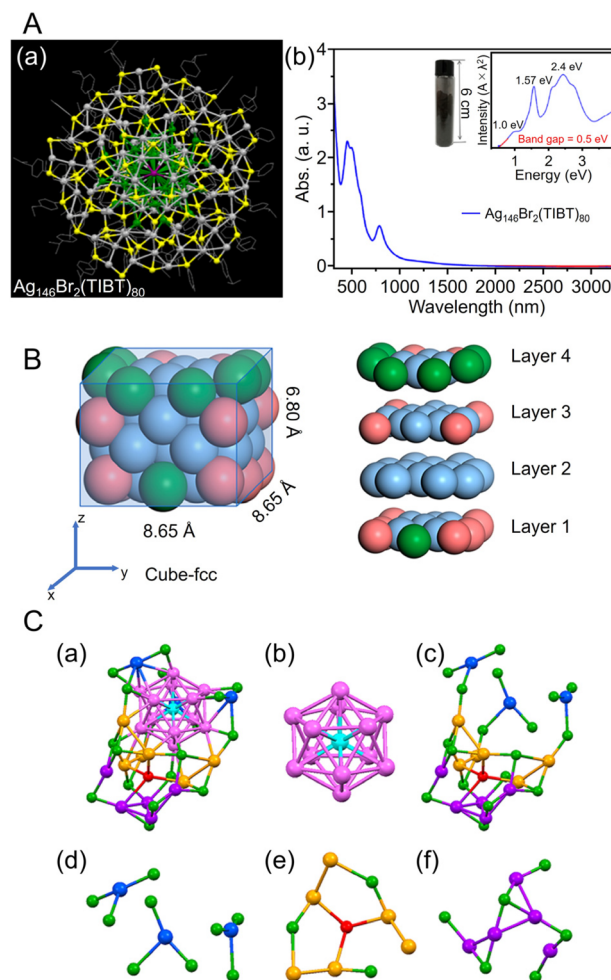 A
(a)
Ag146Br2(TIBT)80
(b)
Abs. (a. u.)
4
3
2
1
0
500 1000 1500 2000 2500 3000
Wavelength (nm)
6 cm
Intensity (A × λ²)
1.0 eV
1.57 eV
2.4 eV
Band gap = 0.5 eV
1 2 3
Energy (eV)
Ag146Br2(TIBT)80
B
6.80 Å
8.65 Å
8.65 Å
z
y
x
Cube-fcc
Layer 4
Layer 3
Layer 2
Layer 1
C
(a)
(b)
(c)
(d)
(e)
(f)